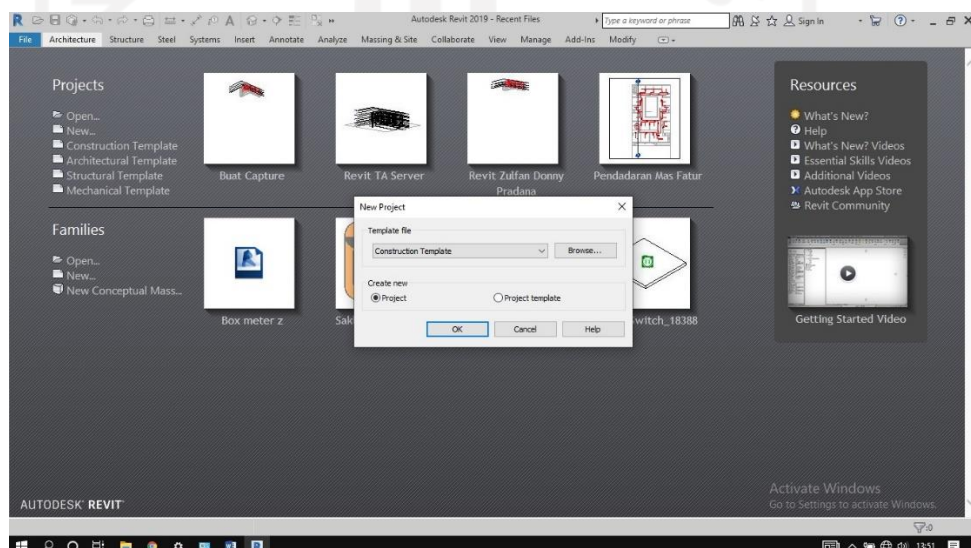 Autodesk Revit 2019 - Recent Files
Type a keyword or phrase
Sign In
File Architecture Structure Steel Systems Insert Annotate Analyze Massing & Site Collaborate View Manage Add-Ins Modify
Projects
Open...
New...
Construction Template
Architectural Template
Structural Template
Mechanical Template
Buat Capture
Revit TA Server
Revit Zulfan Donny
Pradana
Pendadaran Mas Fatur
Resources
What's New?
Help
What's New? Videos
Essential Skills Videos
Additional Videos
Autodesk App Store
Revit Community
Getting Started Video
Families
Open...
New...
New Conceptual Mass...
Box meter z
Sak
witch_18388
New Project
Template file
Construction Template
Browse...
Create new
Project
Project template
OK
Cancel
Help
AUTODESK® REVIT®
Activate Windows
Go to Settings to activate Windows.
:0
13:51